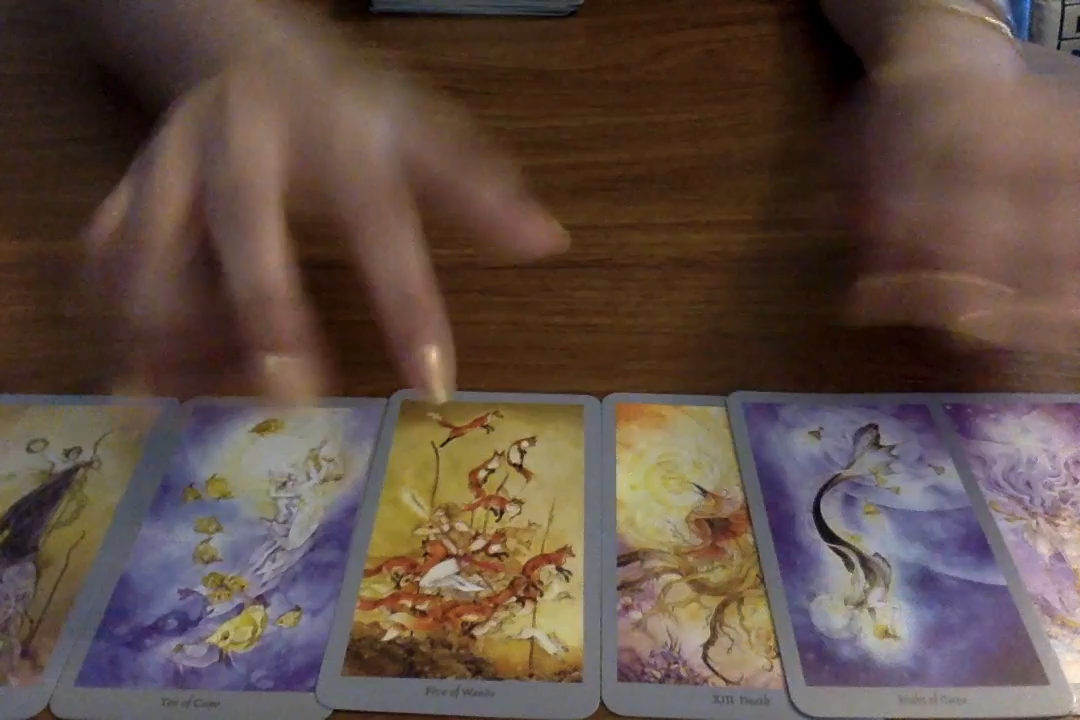 Ten of Cups
Five of Wands
XIII Death
Knight of Cups